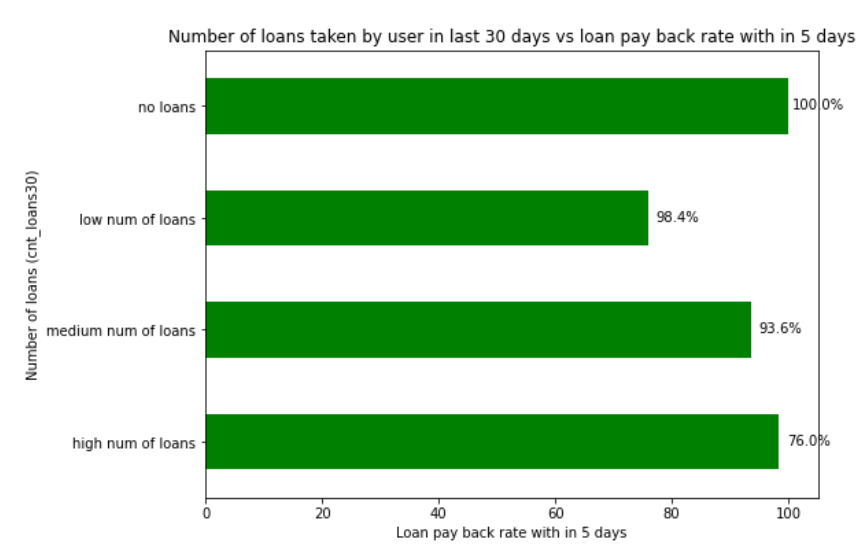 Number of loans taken by user in last 30 days vs loan pay back rate with in 5 days
Number of loans (cnt_loans30)
no loans
100.0%
low num of loans
98.4%
medium num of loans
93.6%
high num of loans
76.0%
0 20 40 60 80 100
Loan pay back rate with in 5 days